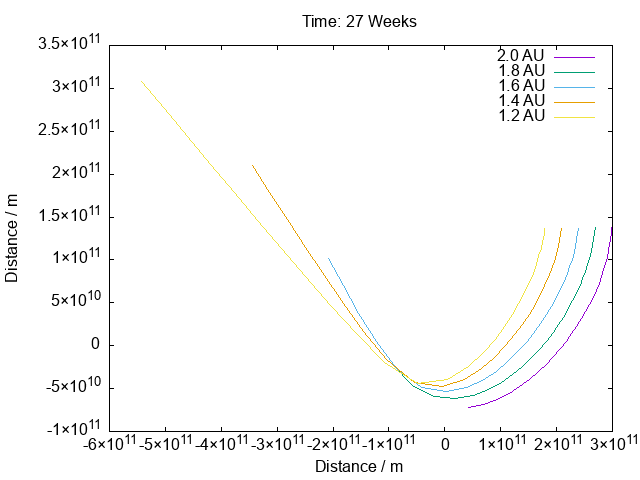 Time: 27 Weeks
2.0 AU
1.8 AU
1.6 AU
1.4 AU
1.2 AU
3.5×10¹¹
3×10¹¹
2.5×10¹¹
2×10¹¹
1.5×10¹¹
1×10¹¹
5×10¹⁰
0
-5×10¹⁰
-1×10¹¹
Distance / m
-6×10¹¹ -5×10¹¹ -4×10¹¹ -3×10¹¹ -2×10¹¹ -1×10¹¹ 0 1×10¹¹ 2×10¹¹ 3×10¹¹
Distance / m